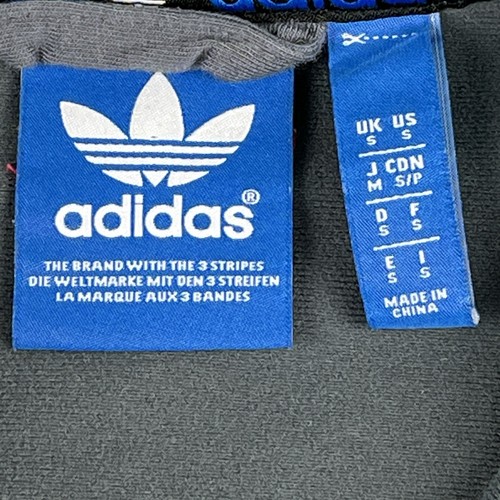 adidas
adidas®
THE BRAND WITH THE 3 STRIPES
DIE WELTMARKE MIT DEN 3 STREIFEN
LA MARQUE AUX 3 BANDES
UK US
S S
J CDN
M S/P
D F
S S
E I
S S
MADE IN
CHINA